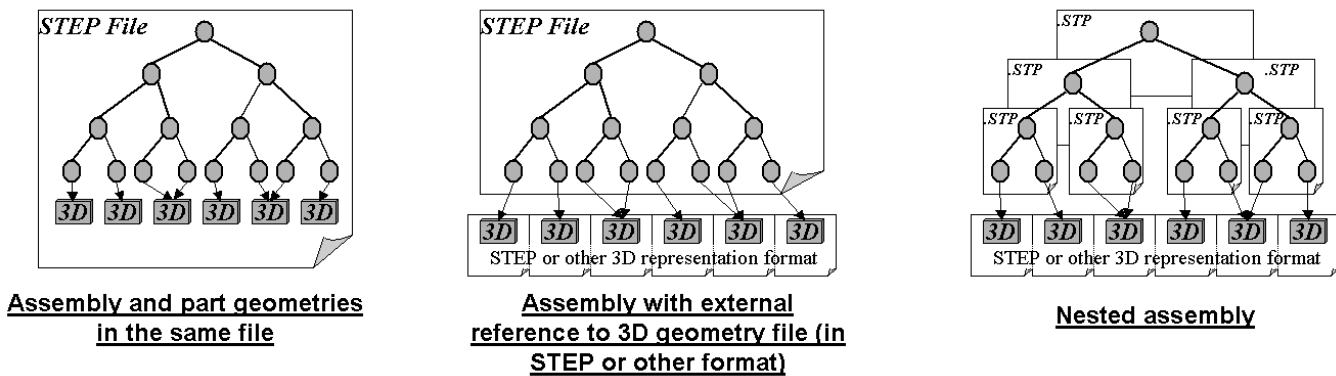 STEP File
3D 3D 3D 3D 3D 3D
Assembly and part geometries
in the same file
STEP File
3D 3D 3D 3D 3D 3D
STEP or other 3D representation format
Assembly with external
reference to 3D geometry file (in
STEP or other format)
.STP
.STP .STP
.STP .STP .STP .STP
3D 3D 3D 3D 3D 3D
STEP or other 3D representation format
Nested assembly